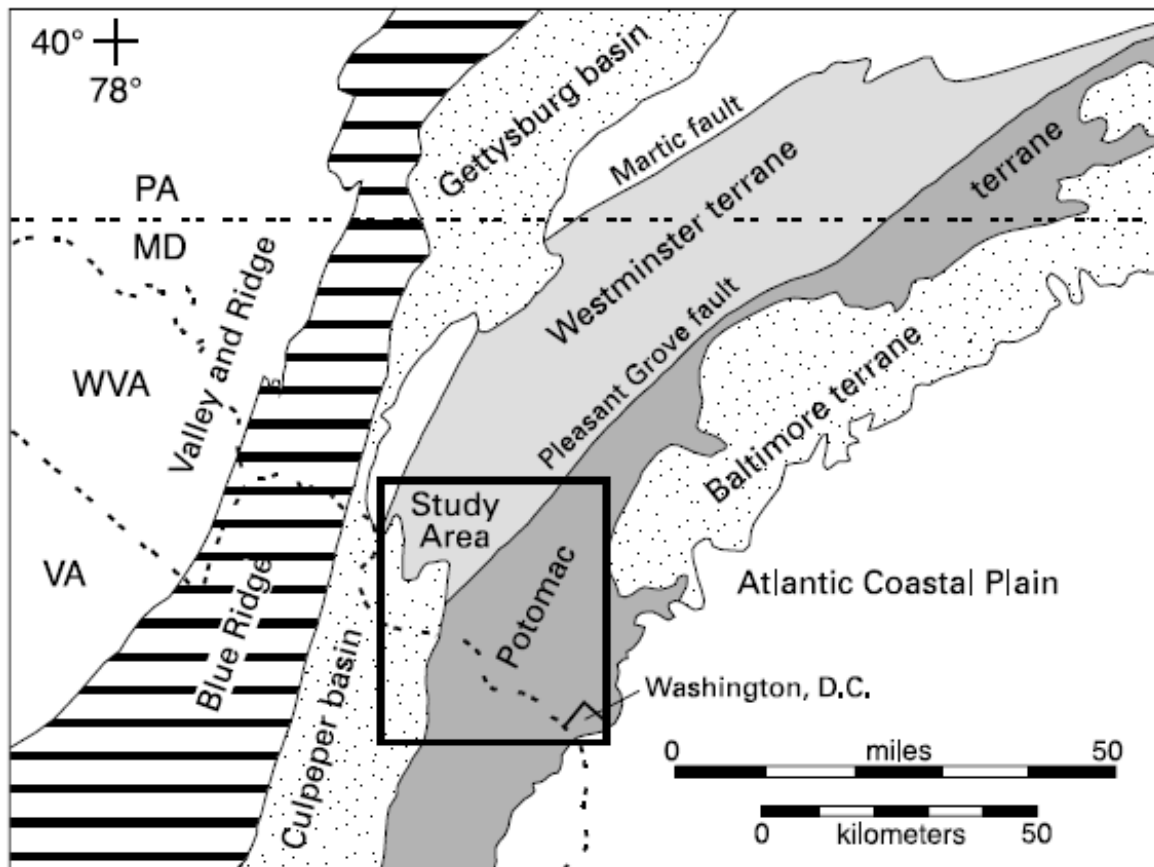 40°
78°
Gettysburg basin
Martic fault
PA
MD
Westminster terrane
terrane
Valley and Ridge
WVA
Pleasant Grove fault
Baltimore terrane
Study
Area
VA
Blue Ridge
Culpeper basin
Potomac
Atlantic Coastal Plain
Washington, D.C.
0 miles 50
0 kilometers 50